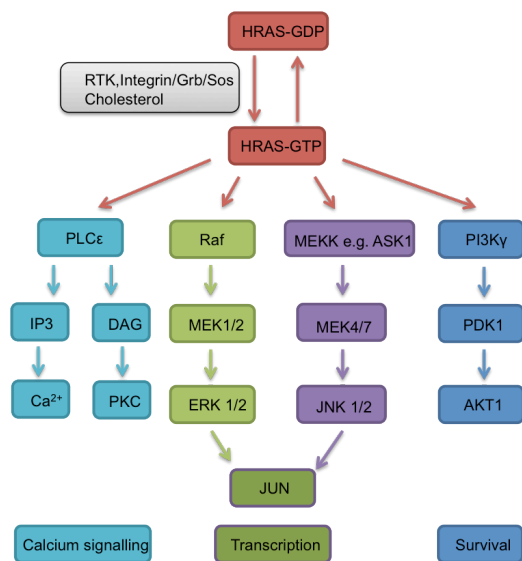 HRAS-GDP
RTK,Integrin/Grb/Sos
Cholesterol
HRAS-GTP
PLCε
Raf
MEKK e.g. ASK1
PI3Kγ
IP3
DAG
MEK1/2
MEK4/7
PDK1
Ca²⁺
PKC
ERK 1/2
JNK 1/2
AKT1
JUN
Calcium signalling
Transcription
Survival